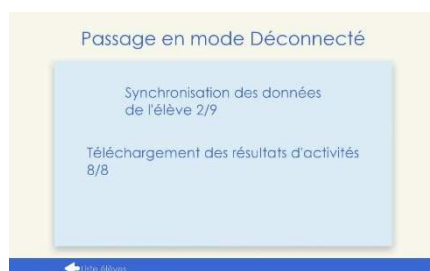 Passage en mode Déconnecté
Synchronisation des données
de l'élève 2/9
Téléchargement des résultats d'activités
8/8
Liste élèves